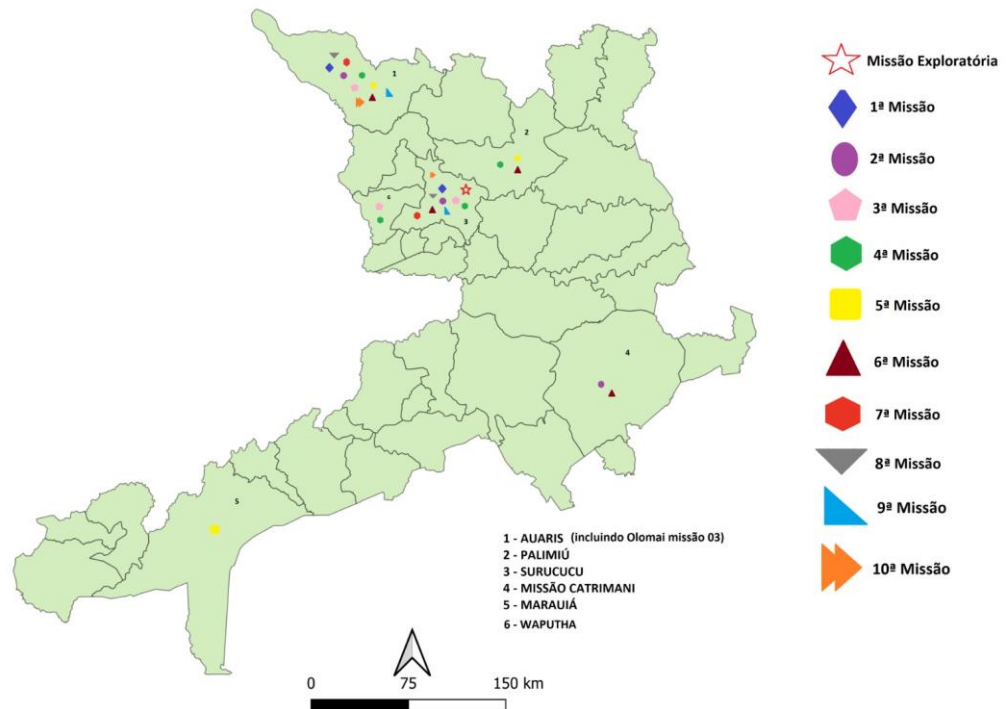 Missão Exploratória
1ª Missão
2ª Missão
3ª Missão
4ª Missão
5ª Missão
6ª Missão
7ª Missão
8ª Missão
9ª Missão
10ª Missão
1
2
6
3
4
5
1 - AUARIS (incluindo Olomai missão 03)
2 - PALIMIÚ
3 - SURUCUCU
4 - MISSÃO CATRIMANI
5 - MARAUIÁ
6 - WAPUTHA
0 75 150 km